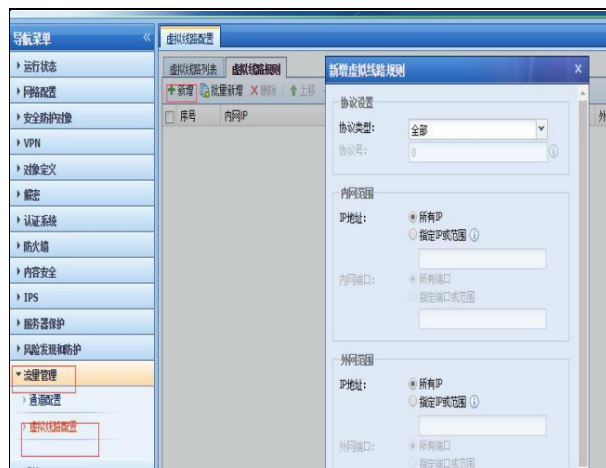 导航菜单 «
虚拟线路配置
运行状态
网络配置
安全防护对象
VPN
对象定义
解密
认证系统
防火墙
内容安全
IPS
服务器保护
风险发现和防护
流量管理
通道配置
虚拟线路配置
虚拟线路列表 虚拟线路规则
新增 批量新增 删除 上移
序号 内网IP
外
新增虚拟线路规则 X
协议设置
协议类型： 全部
协议号： 0
内网范围
IP地址： 所有IP
指定IP或范围
内网端口： 所有端口
指定端口或范围
外网范围
IP地址： 所有IP
指定IP或范围
外网端口： 所有端口
指定端口或范围